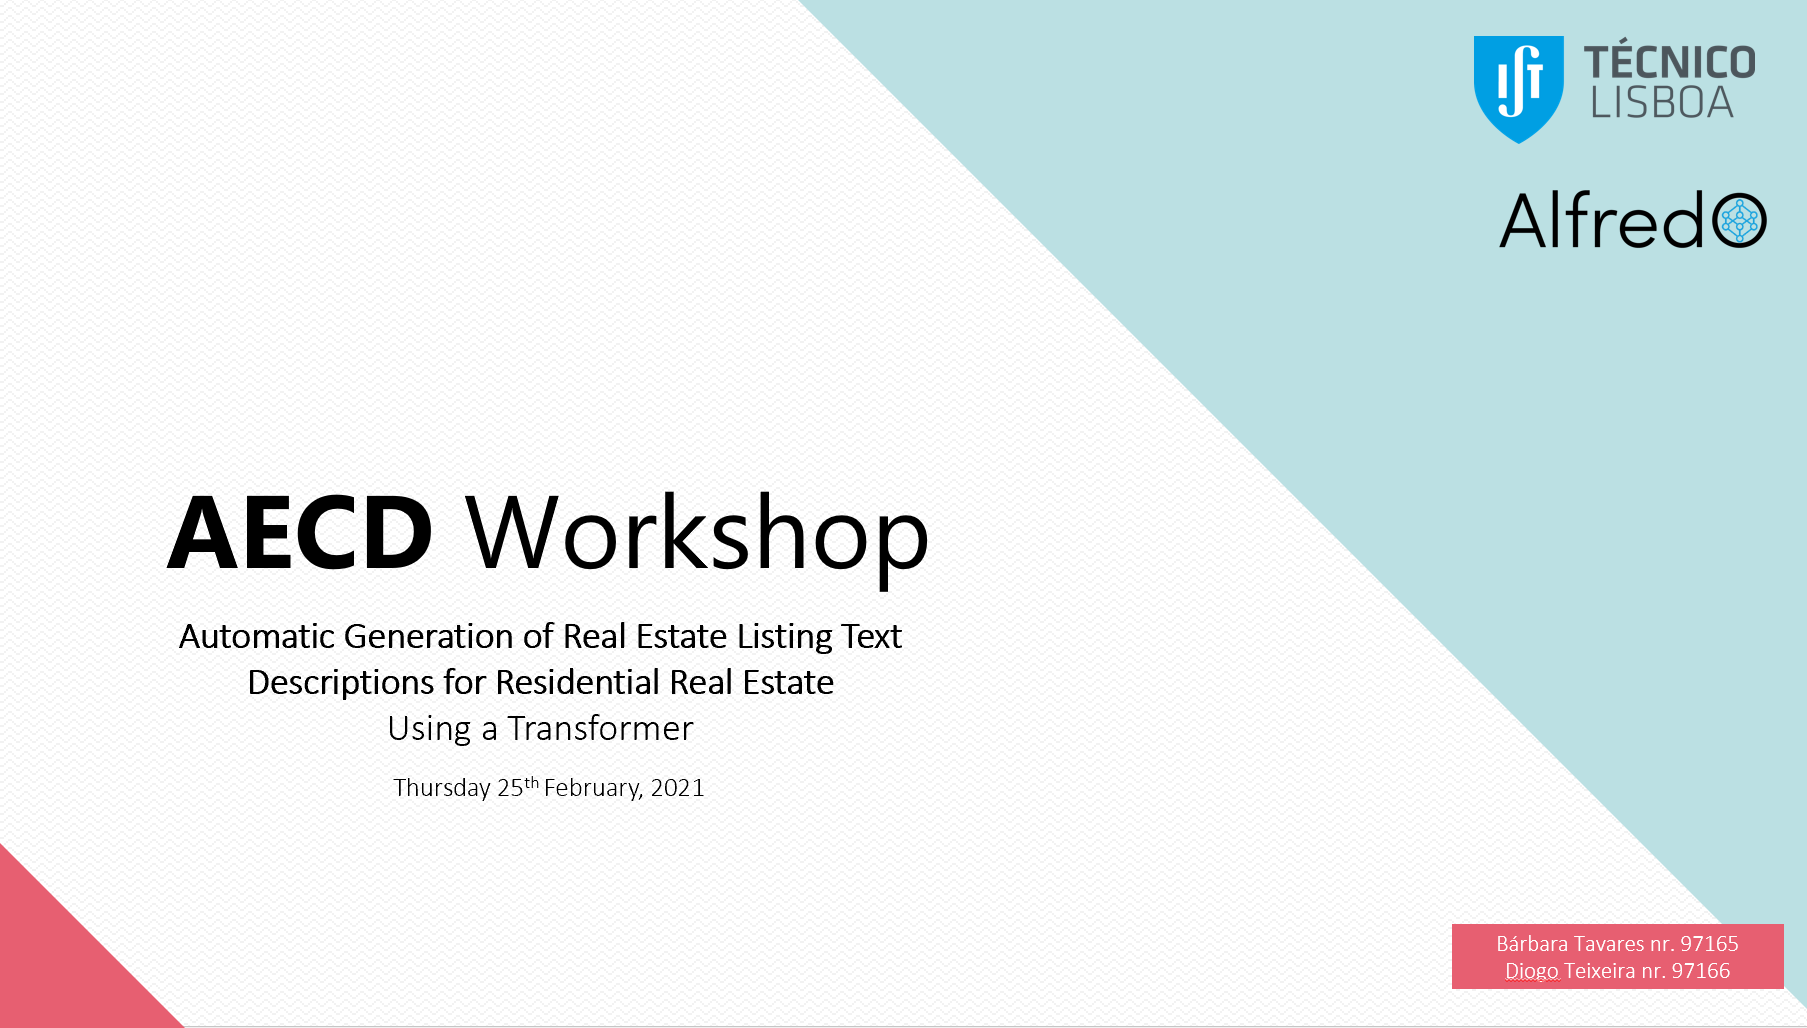 TÉCNICO
LISBOA
AlfredO
AECD Workshop
Automatic Generation of Real Estate Listing Text
Descriptions for Residential Real Estate
Using a Transformer
Thursday 25th February, 2021
Bárbara Tavares nr. 97165
Diogo Teixeira nr. 97166